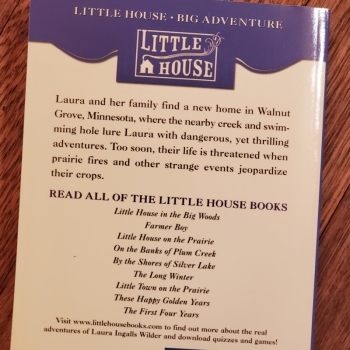 LITTLE HOUSE • BIG ADVENTURE
LITTLE
HOUSE
Laura and her family find a new home in Walnut
Grove, Minnesota, where the nearby creek and swim-
ming hole lure Laura with dangerous, yet thrilling
adventures. Too soon, their life is threatened when
prairie fires and other strange events jeopardize
their crops.
READ ALL OF THE LITTLE HOUSE BOOKS
Little House in the Big Woods
Farmer Boy
Little House on the Prairie
On the Banks of Plum Creek
By the Shores of Silver Lake
The Long Winter
Little Town on the Prairie
These Happy Golden Years
The First Four Years
Visit www.littlehousebooks.com to find out more about the real
adventures of Laura Ingalls Wilder and download quizzes and games!